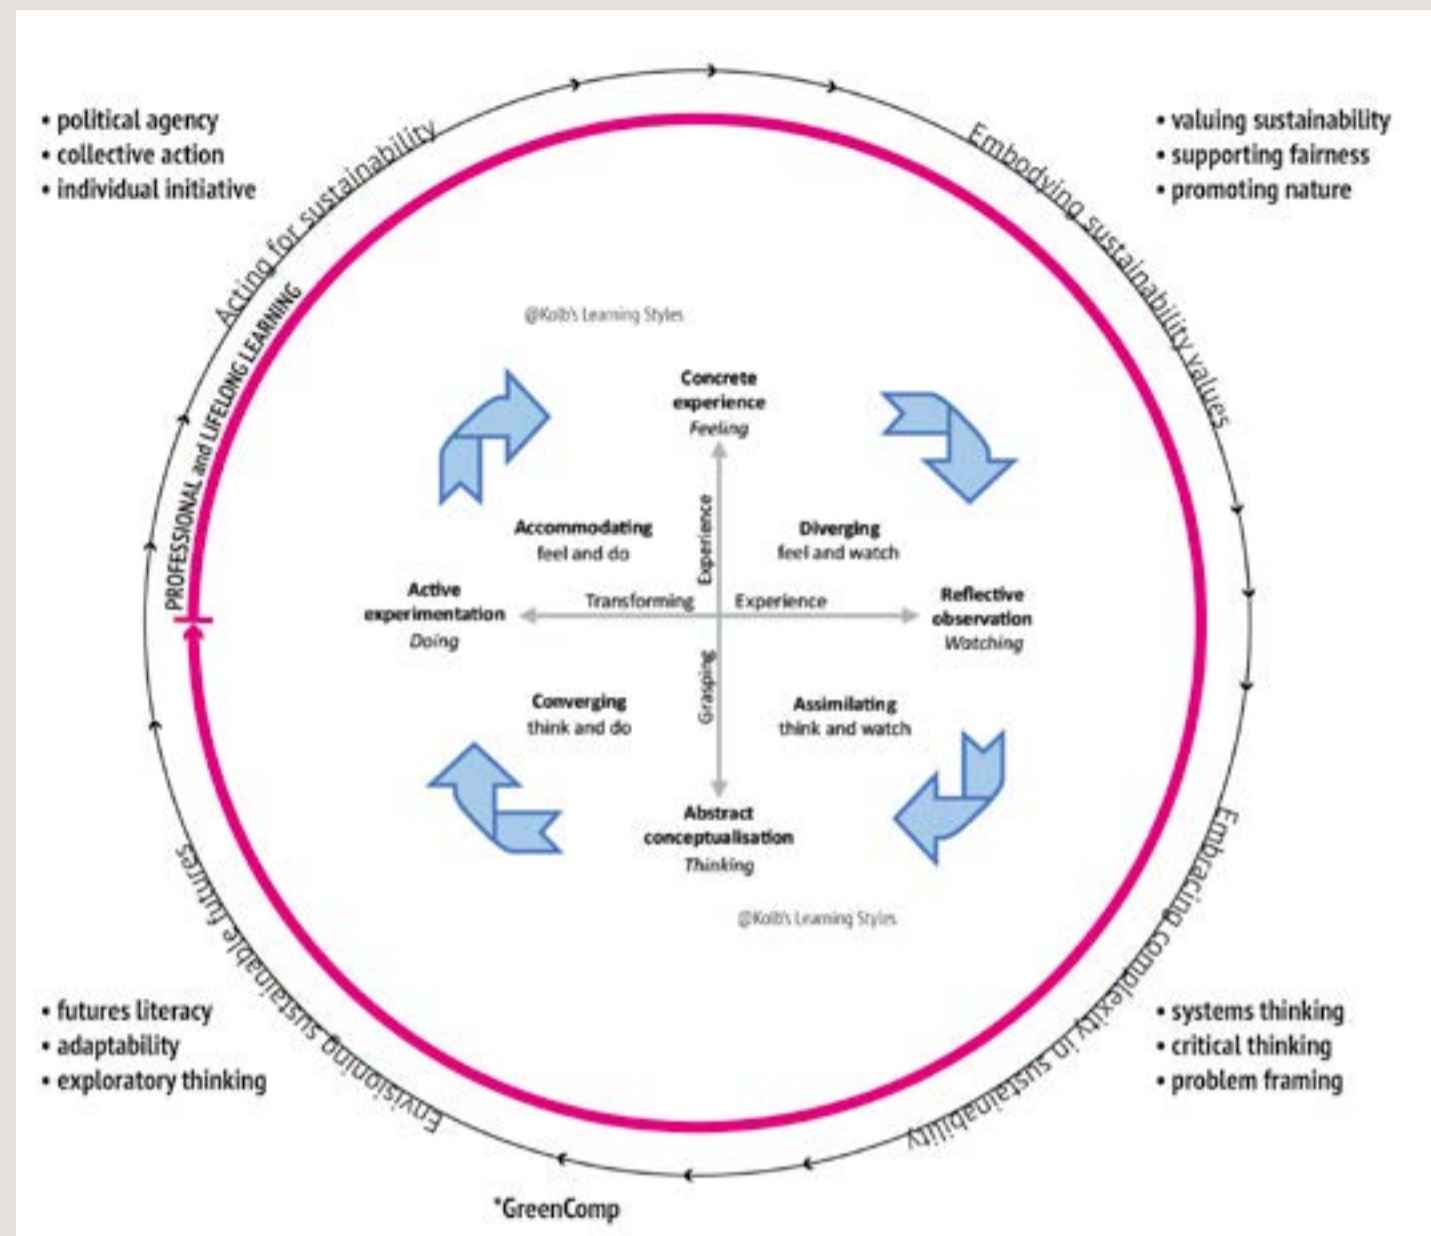 • political agency
• collective action
• individual initiative
• valuing sustainability
• supporting fairness
• promoting nature
Acting for sustainability
Embodying sustainability values
PROFESSIONAL and LIFELONG LEARNING
@Kolb's Learning Styles
Concrete
experience
Feeling
Accommodating
feel and do
Experience
Diverging
feel and watch
Active
experimentation
Doing
Transforming
Experience
Reflective
observation
Watching
Converging
think and do
Grasping
Assimilating
think and watch
Abstract
conceptualisation
Thinking
@Kolb's Learning Styles
Embracing complexity in sustainability
Envisioning sustainable futures
• futures literacy
• adaptability
• exploratory thinking
• systems thinking
• critical thinking
• problem framing
*GreenComp